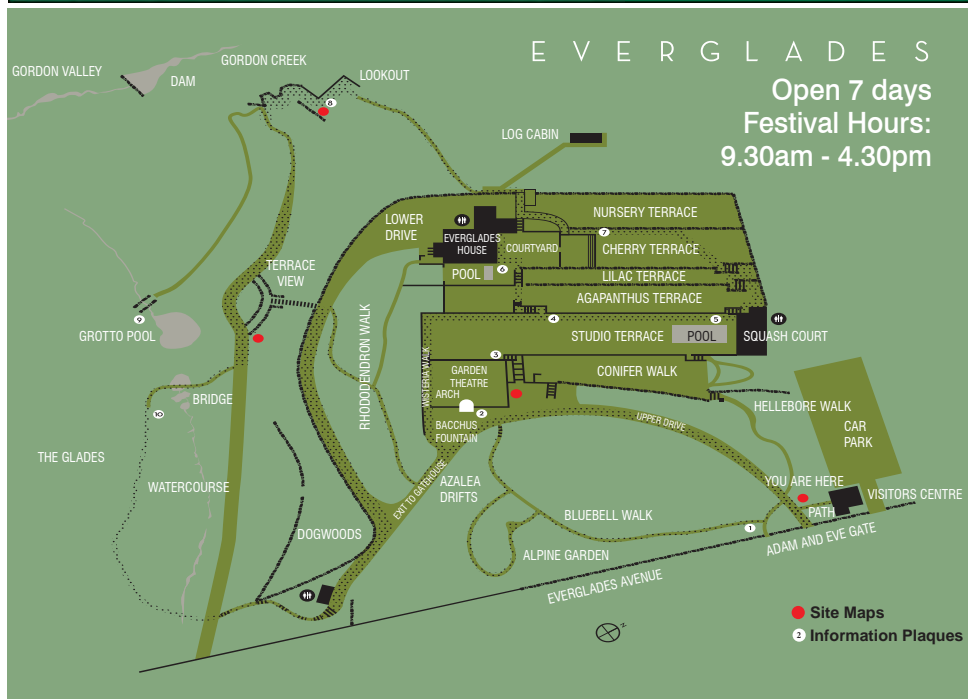 EVERGLADES
Open 7 days
Festival Hours:
9.30am - 4.30pm
GORDON VALLEY
DAM
GORDON CREEK
LOOKOUT
8
LOG CABIN
LOWER
DRIVE
EVERGLADES
HOUSE
COURTYARD
NURSERY TERRACE
7
CHERRY TERRACE
POOL
6
LILAC TERRACE
AGAPANTHUS TERRACE
TERRACE
VIEW
4
5
STUDIO TERRACE
POOL
SQUASH COURT
9
GROTTO POOL
RHODODENDRON WALK
WISTERIA WALK
3
GARDEN
THEATRE
ARCH
2
BACCHUS
FOUNTAIN
CONIFER WALK
HELLEBORE WALK
CAR
PARK
BRIDGE
10
THE GLADES
WATERCOURSE
UPPER DRIVE
EXIT TO GATEHOUSE
AZALEA
DRIFTS
YOU ARE HERE
VISITORS CENTRE
PATH
BLUEBELL WALK
1
ADAM AND EVE GATE
DOGWOODS
ALPINE GARDEN
EVERGLADES AVENUE
N
Site Maps
2 Information Plaques